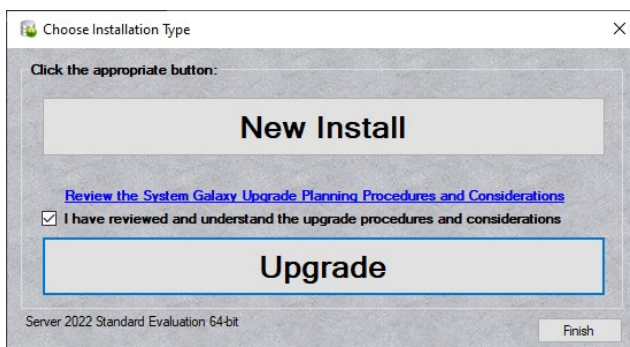 Choose Installation Type
Click the appropriate button:
New Install
Review the System Galaxy Upgrade Planning Procedures and Considerations
I have reviewed and understand the upgrade procedures and considerations
Upgrade
Server 2022 Standard Evaluation 64-bit
Finish